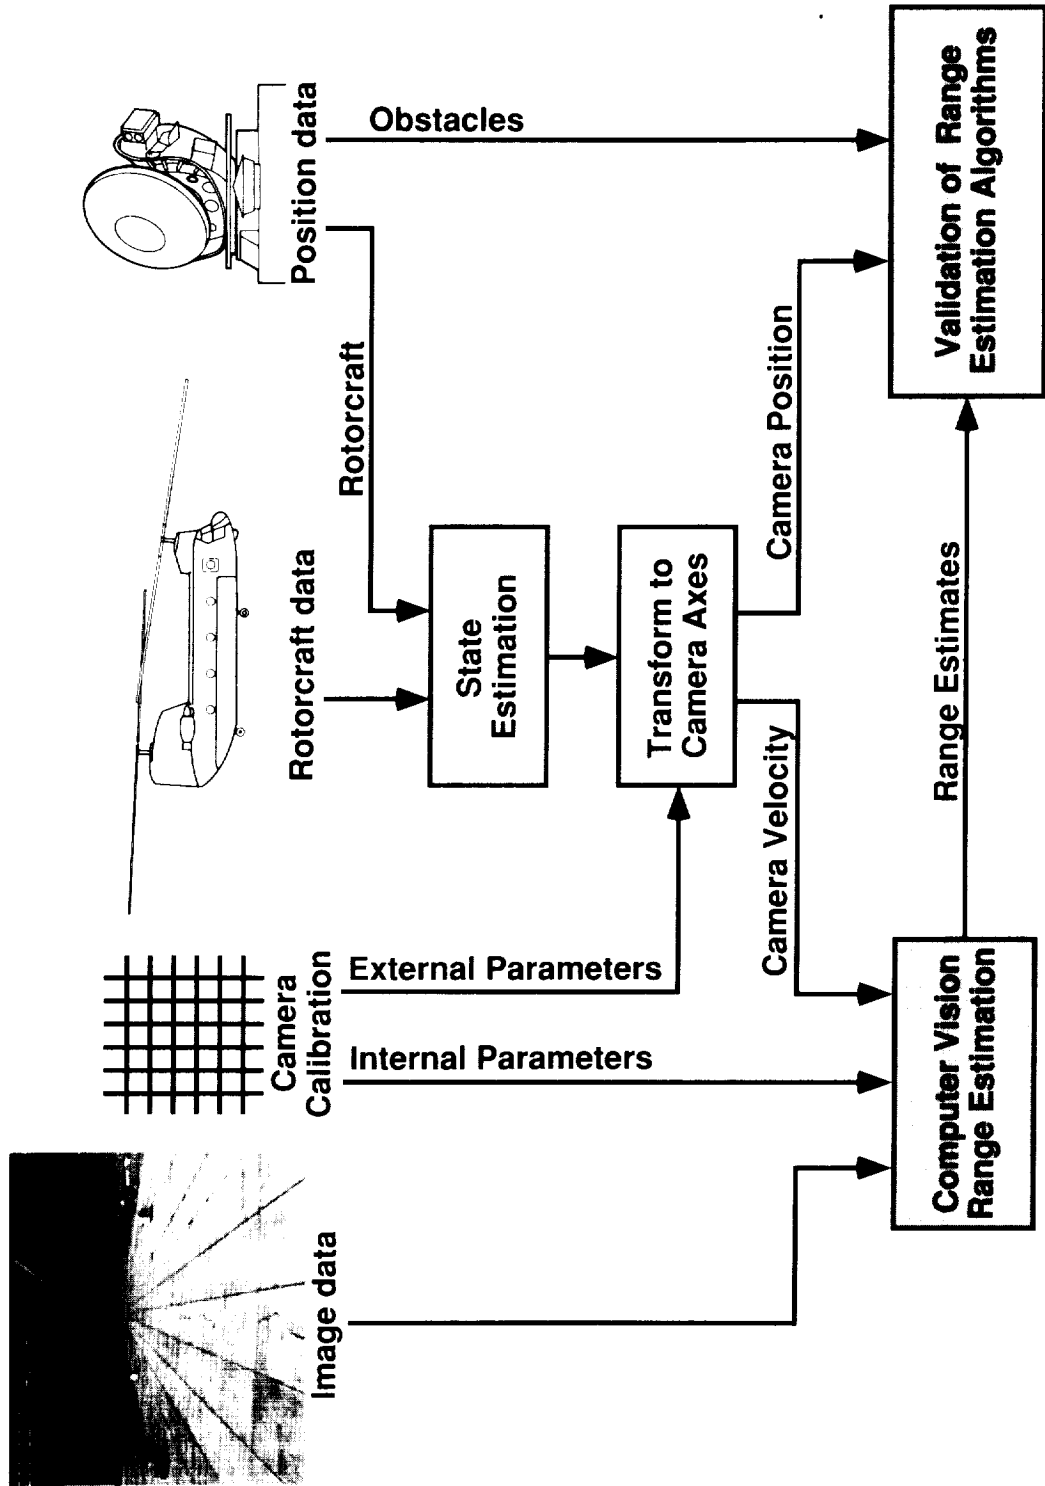 Image data
Camera
Calibration
Rotorcraft data
Position data
Internal Parameters
External Parameters
Rotorcraft
Obstacles
State
Estimation
Transform to
Camera Axes
Camera Velocity
Camera Position
Computer Vision
Range Estimation
Range Estimates
Validation of Range
Estimation Algorithms